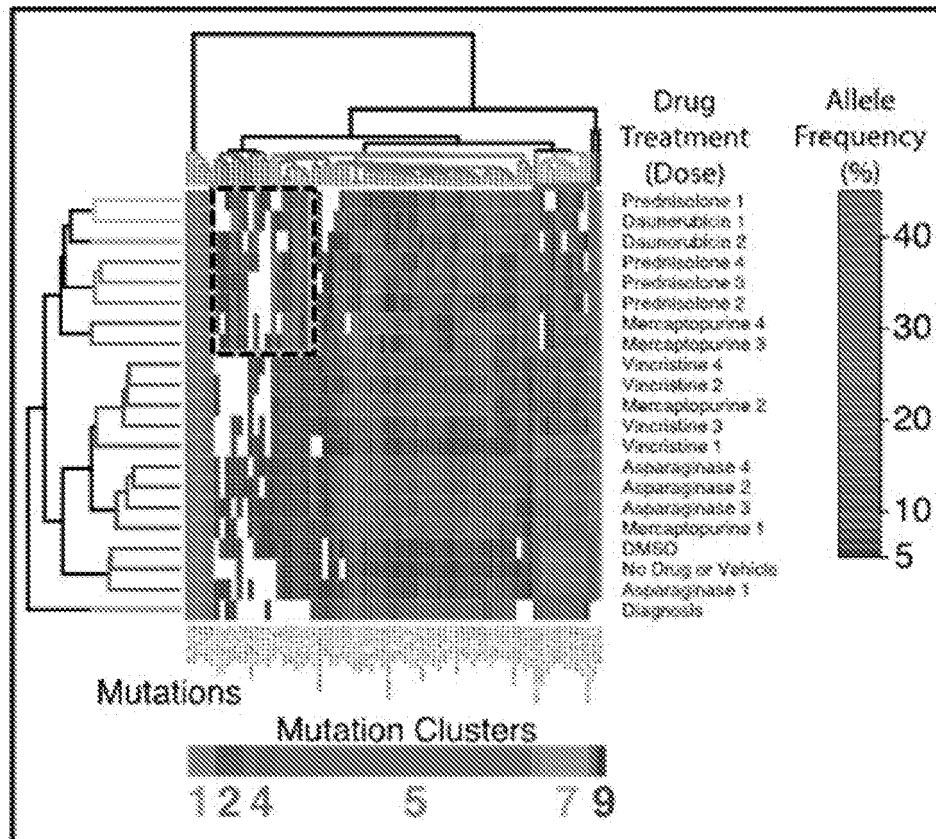 Drug
Treatment
(Dose)
Allele
Frequency
(%)
Prednisolone 1
Daunorubicin 1
Daunorubicin 2
Prednisolone 4
Prednisolone 3
Prednisolone 2
Mercaptopurine 4
Mercaptopurine 3
Vincristine 4
Vincristine 2
Mercaptopurine 2
Vincristine 3
Vincristine 1
Asparaginase 4
Asparaginase 2
Asparaginase 3
Mercaptopurine 1
DMSO
No Drug or Vehicle
Asparaginase 1
Diagnosis
40
30
20
10
5
Mutations
Mutation Clusters
1 2 4 5 7 9